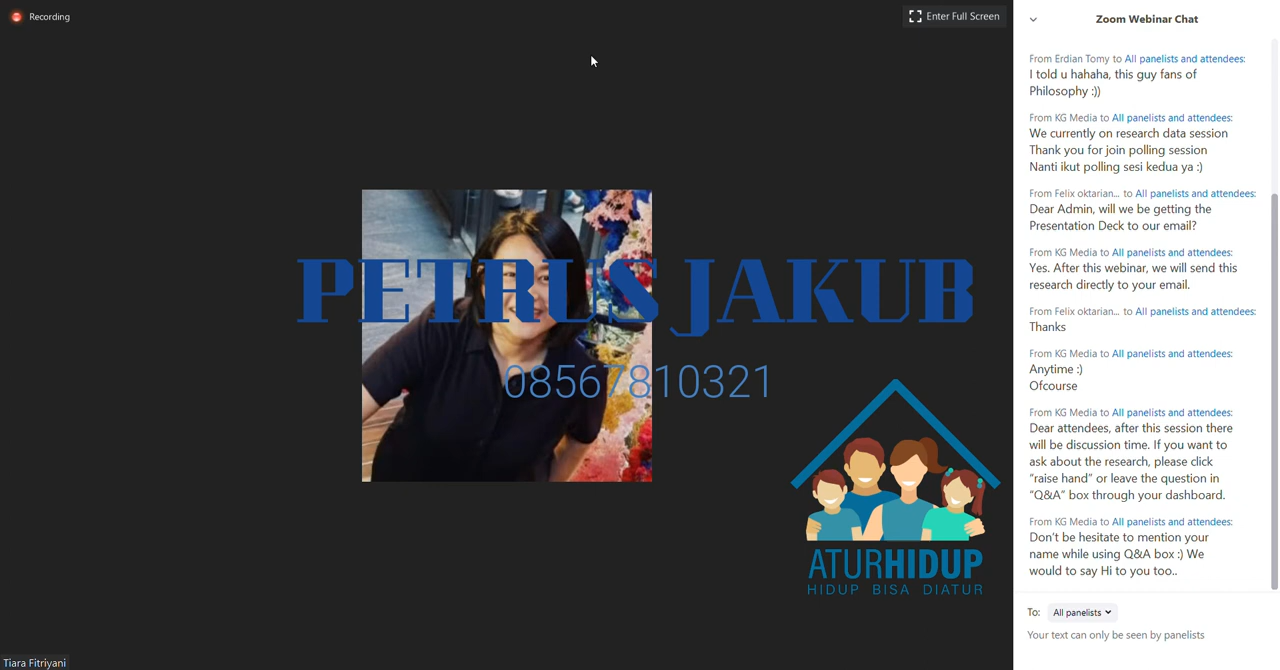 Recording
Enter Full Screen
PETRUS JAKUB
08567810321
ATURHIDUP
HIDUP BISA DIATUR
Tiara Fitriyani
Zoom Webinar Chat
From Erdian Tomy to All panelists and attendees:
I told u hahaha, this guy fans of
Philosophy :))
From KG Media to All panelists and attendees:
We currently on research data session
Thank you for join polling session
Nanti ikut polling sesi kedua ya :)
From Felix oktarian... to All panelists and attendees:
Dear Admin, will we be getting the
Presentation Deck to our email?
From KG Media to All panelists and attendees:
Yes. After this webinar, we will send this
research directly to your email.
From Felix oktarian... to All panelists and attendees:
Thanks
From KG Media to All panelists and attendees:
Anytime :)
Ofcourse
From KG Media to All panelists and attendees:
Dear attendees, after this session there
will be discussion time. If you want to
ask about the research, please click
"raise hand" or leave the question in
"Q&A" box through your dashboard.
From KG Media to All panelists and attendees:
Don't be hesitate to mention your
name while using Q&A box :) We
would to say Hi to you too..
To: All panelists
Your text can only be seen by panelists